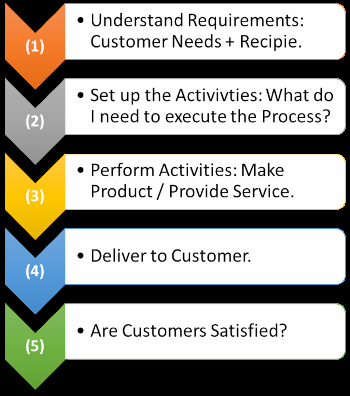 (1)
• Understand Requirements:
Customer Needs + Recipie.
(2)
• Set up the Activivties: What do
I need to execute the Process?
(3)
• Perform Activities: Make
Product / Provide Service.
(4)
• Deliver to Customer.
(5)
• Are Customers Satisfied?